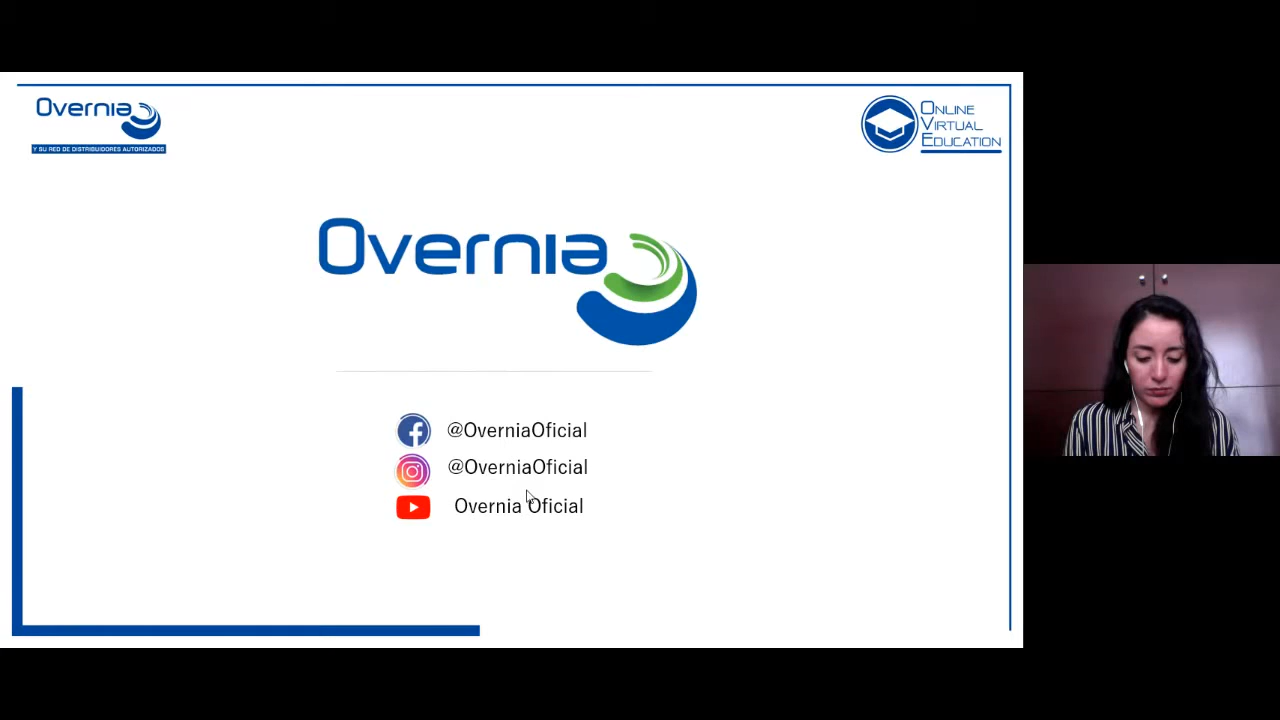 Overnia
Y SU RED DE DISTRIBUIDORES AUTORIZADOS
ONLINE
VIRTUAL
EDUCATION
Overnia
@OverniaOficial
@OverniaOficial
Overnia Oficial